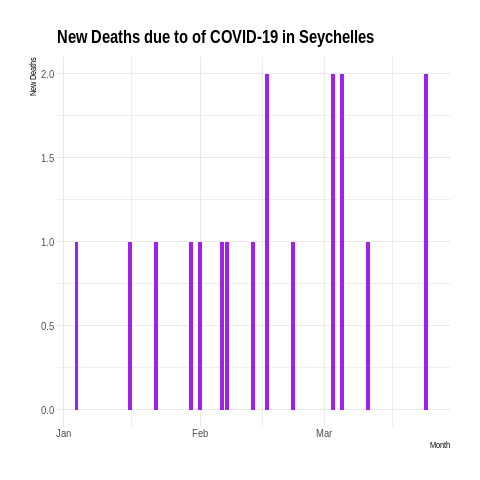 New Deaths due to of COVID-19 in Seychelles
New Deaths
2.0
1.5
1.0
0.5
0.0
Jan Feb Mar
Month